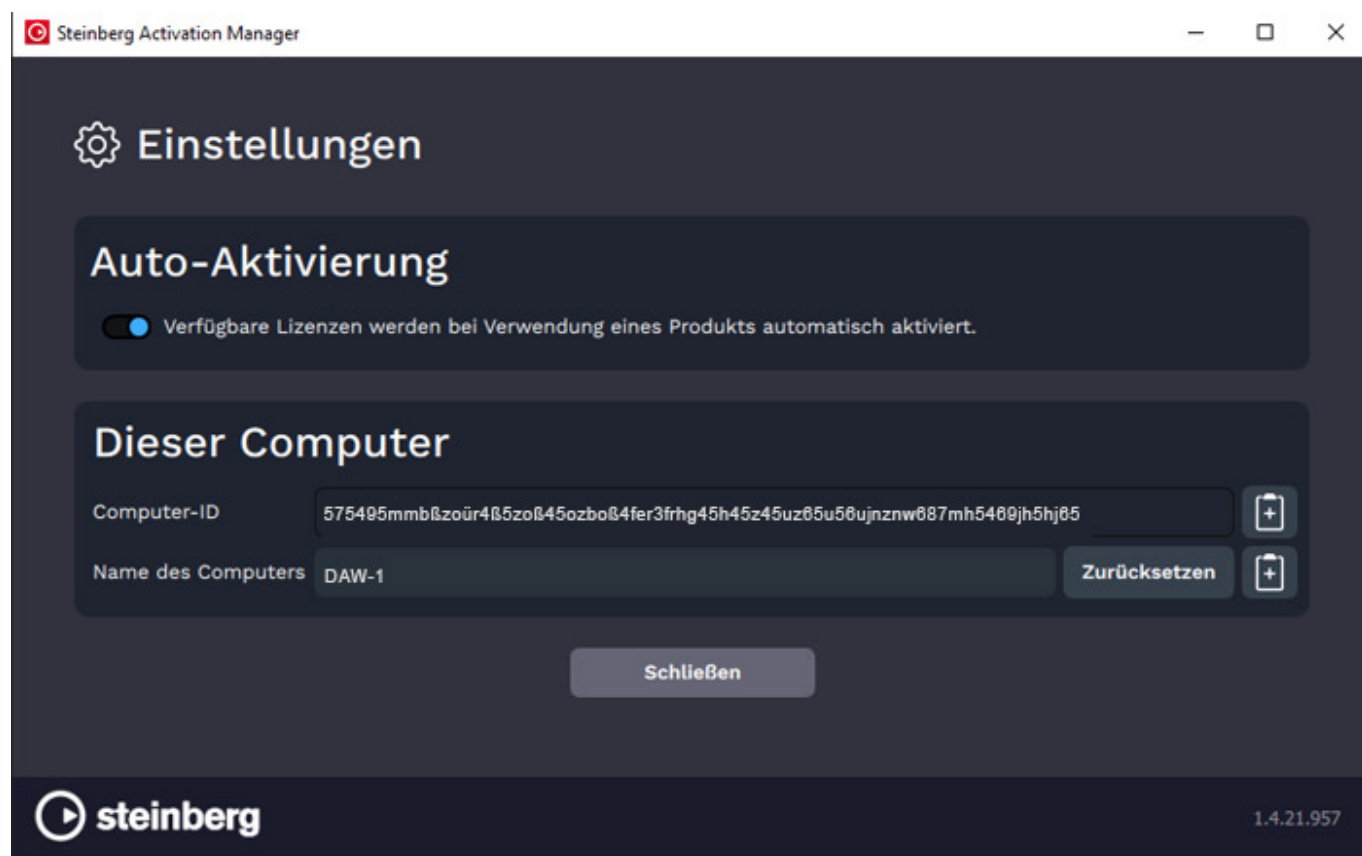 Steinberg Activation Manager
Einstellungen
Auto-Aktivierung
Verfügbare Lizenzen werden bei Verwendung eines Produkts automatisch aktiviert.
Dieser Computer
Computer-ID 575495mmbßzoür4ß5zoß45ozboß4fer3frhg45h45z45uz65u56ujnznw687mh5469jh5hj65
Name des Computers DAW-1 Zurücksetzen
Schließen
steinberg 1.4.21.957